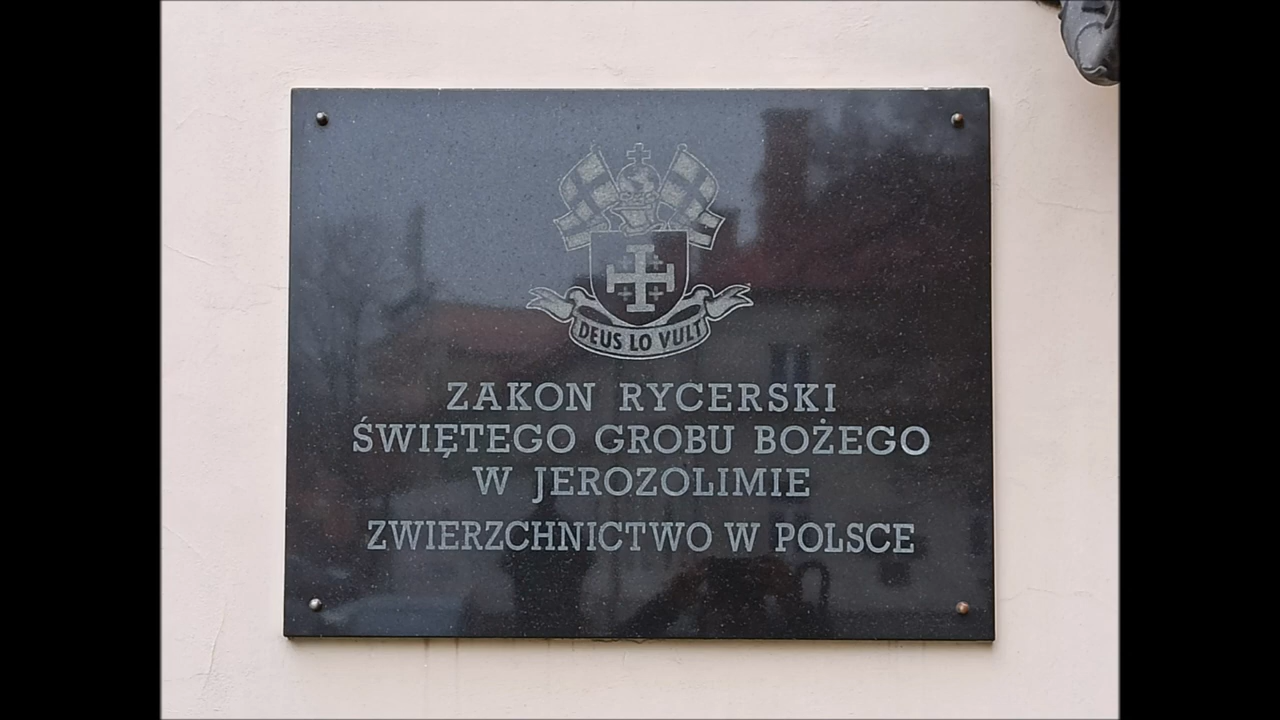 DEUS LO VULT
ZAKON RYCERSKI
ŚWIĘTEGO GROBU BOŻEGO
W JEROZOLIMIE
ZWIERZCHNICTWO W POLSCE